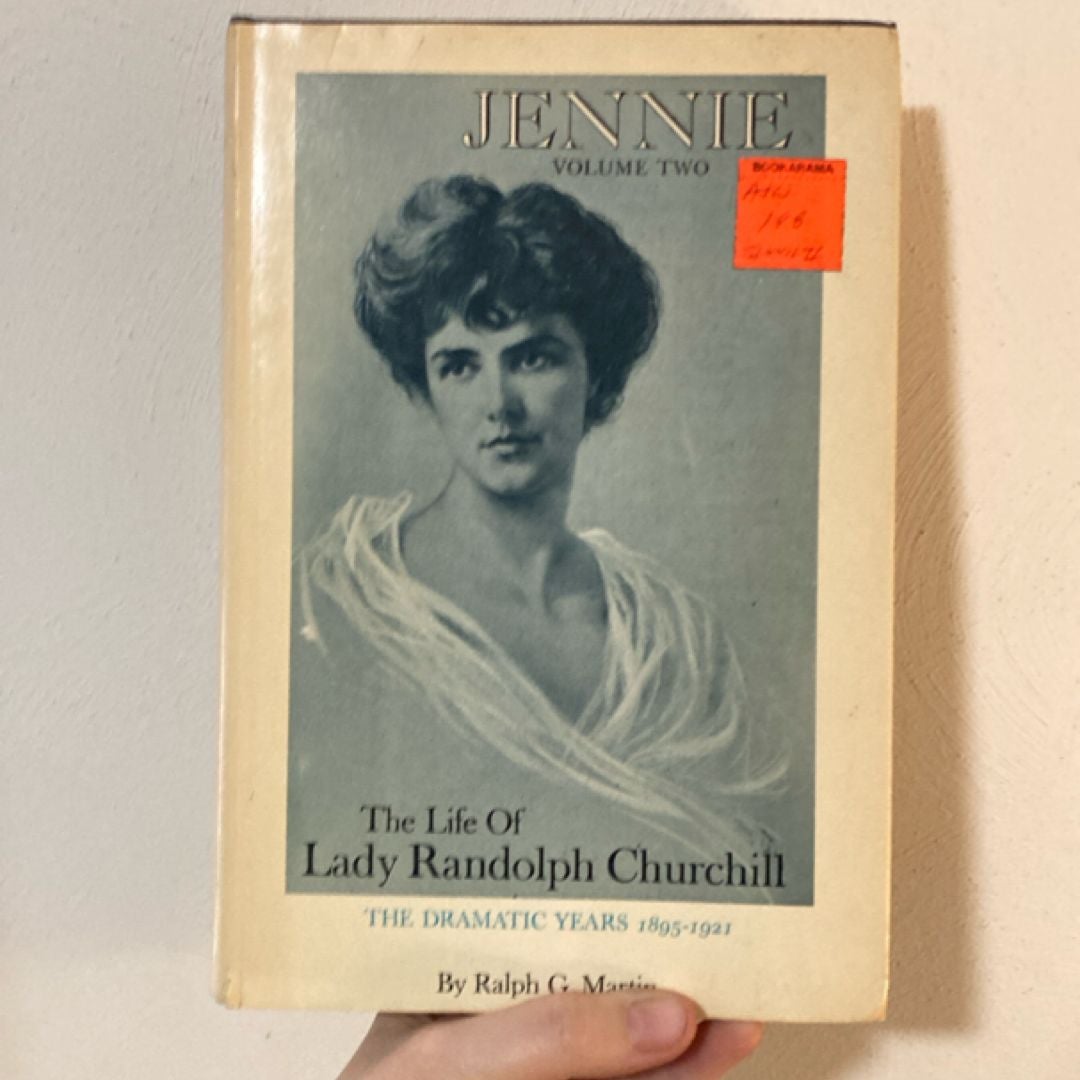 JENNIE
VOLUME TWO
BOOKARAMA
The Life Of
Lady Randolph Churchill
THE DRAMATIC YEARS 1895-1921
By Ralph G. Martin